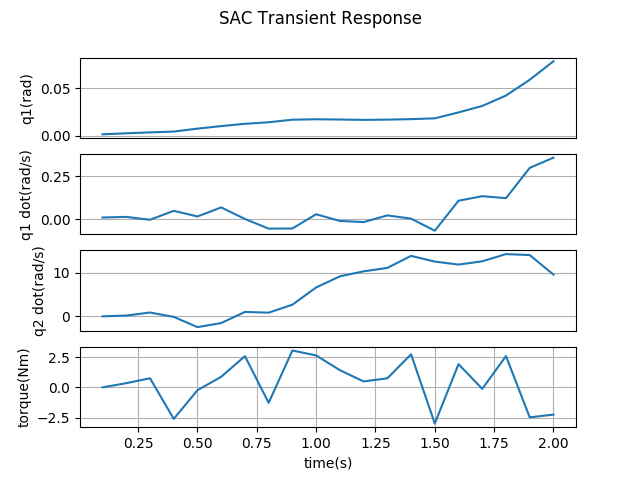 SAC Transient Response
q1(rad)
0.05
0.00
q1 dot(rad/s)
0.25
0.00
q2 dot(rad/s)
10
0
torque(Nm)
2.5
0.0
−2.5
0.25 0.50 0.75 1.00 1.25 1.50 1.75 2.00
time(s)